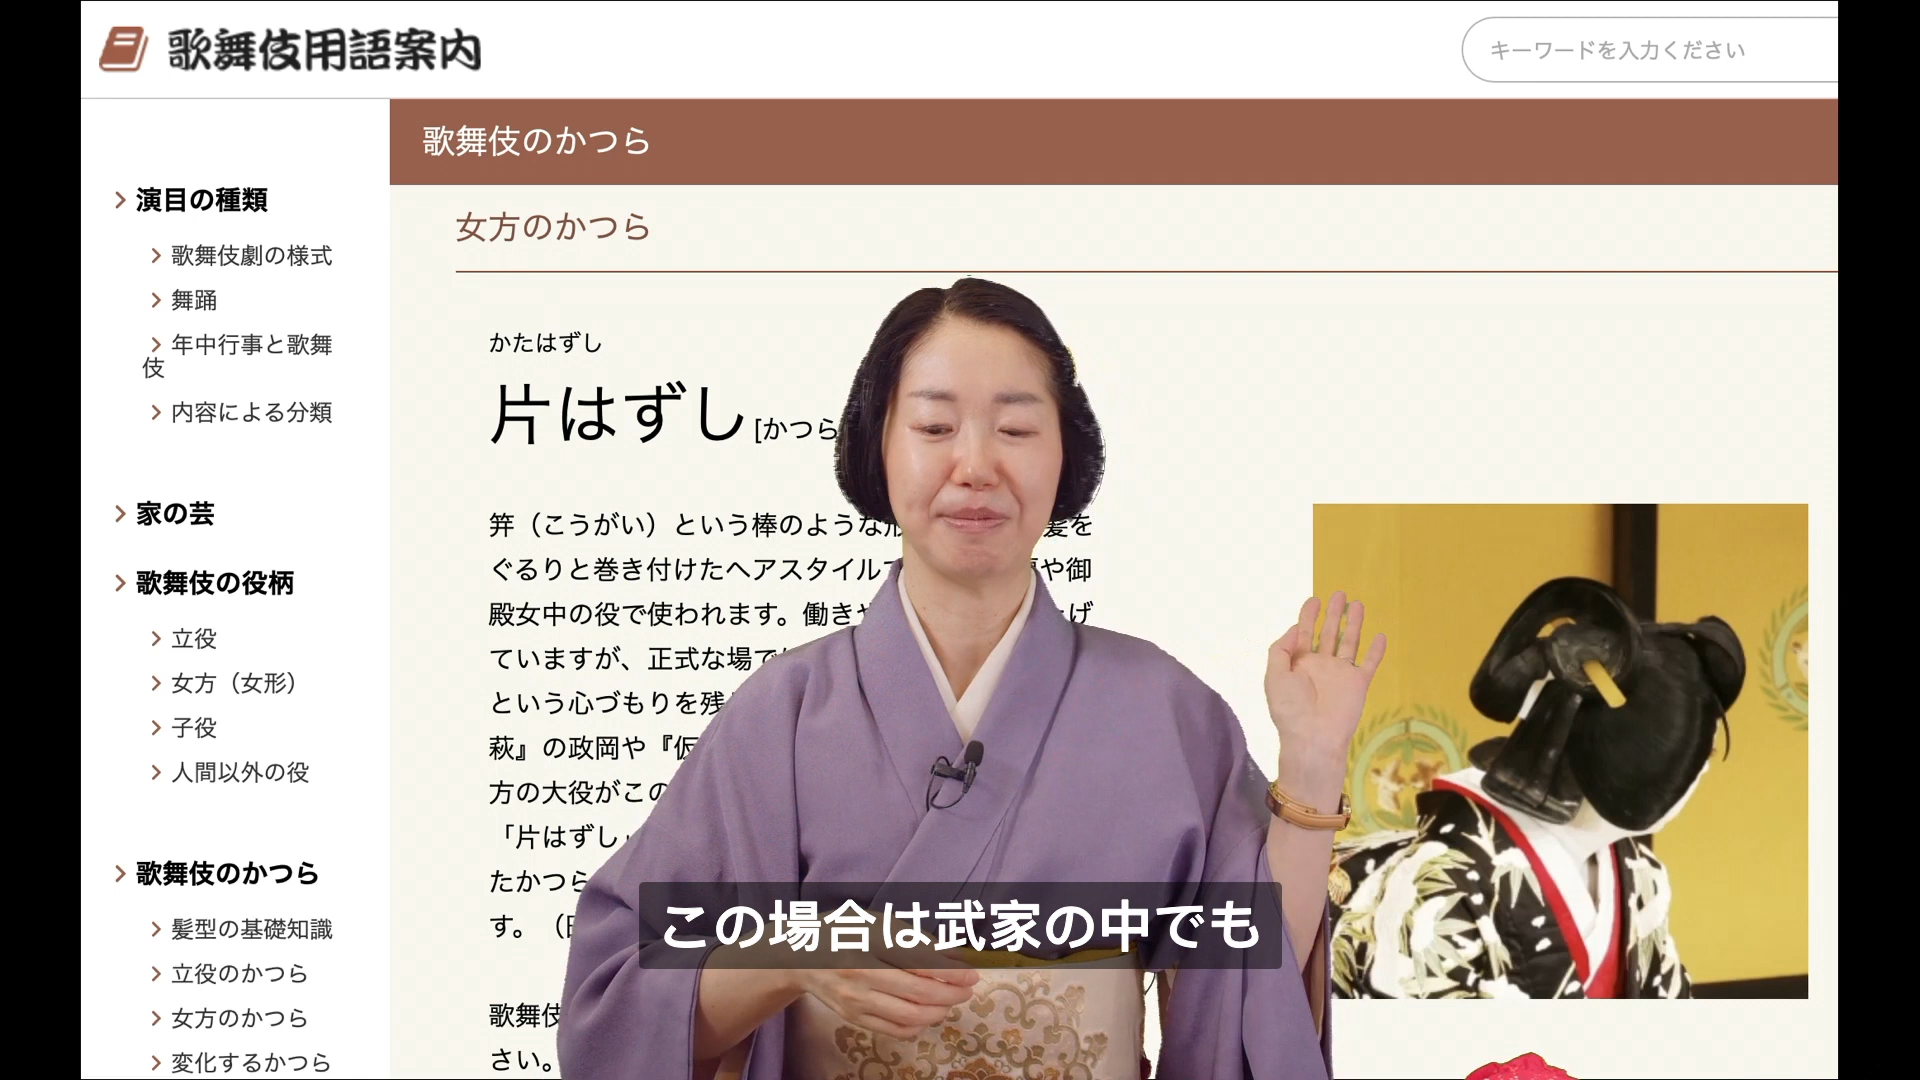 歌舞伎用語案内
キーワードを入力ください
演目の種類
歌舞伎劇の様式
舞踊
年中行事と歌舞
伎
内容による分類
家の芸
歌舞伎の役柄
立役
女方（女形）
子役
人間以外の役
歌舞伎のかつら
髪型の基礎知識
立役のかつら
女方のかつら
変化するかつら
歌舞伎のかつら
女方のかつら
かたはずし
片はずし [かつら
笄（こうがい）という棒のような 髪を
ぐるりと巻き付けたヘアスタイル や御
殿女中の役で使われます。働き げ
ていますが、正式な場で
という心づもりを残
萩』の政岡や『仮
方の大役がこの
「片はずし」
たかつら
す。（
歌舞伎
さい。
この場合は武家の中でも